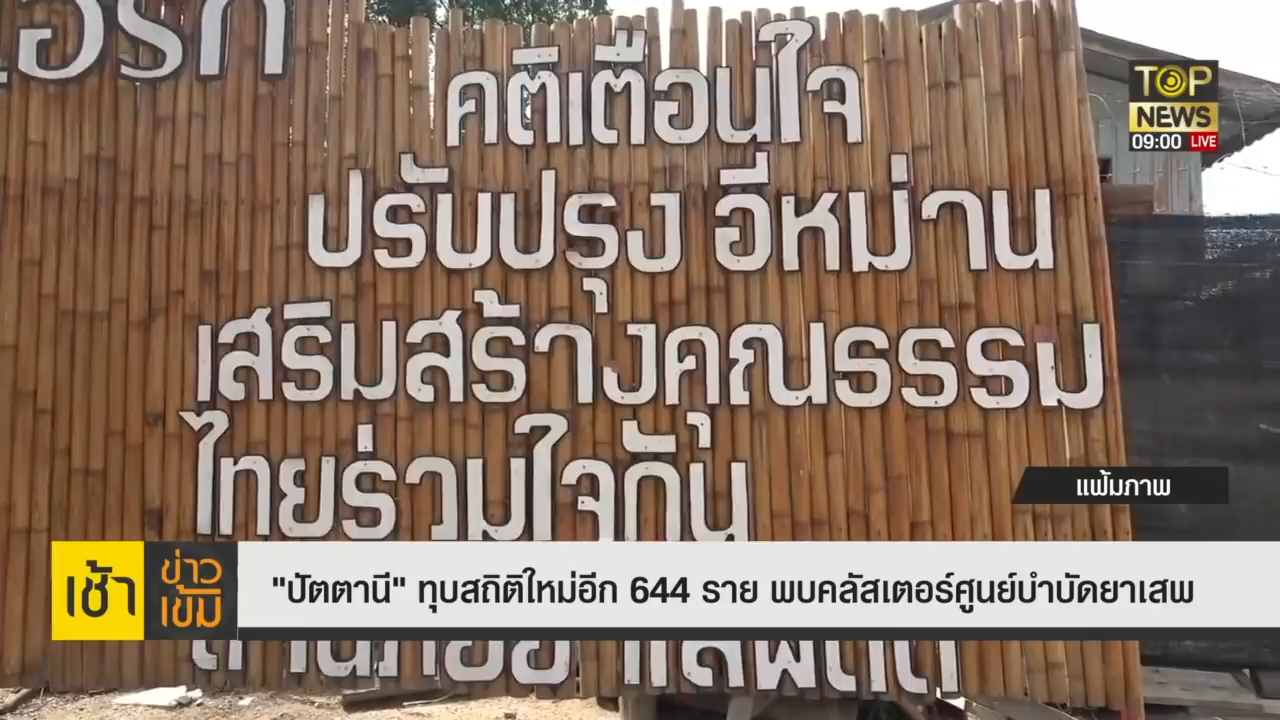 คติเตือนใจ
ปรับปรุง อีหม่าน
เสริมสร้างคุณธรรม
ไทยร่วมใจกัน
TOP
NEWS
09:00 LIVE
แฟ้มภาพ
เช้า ข่าวเข้ม
"ปัตตานี" ทุบสถิติใหม่อีก 644 ราย พบคลัสเตอร์ศูนย์บำบัดยาเสพ